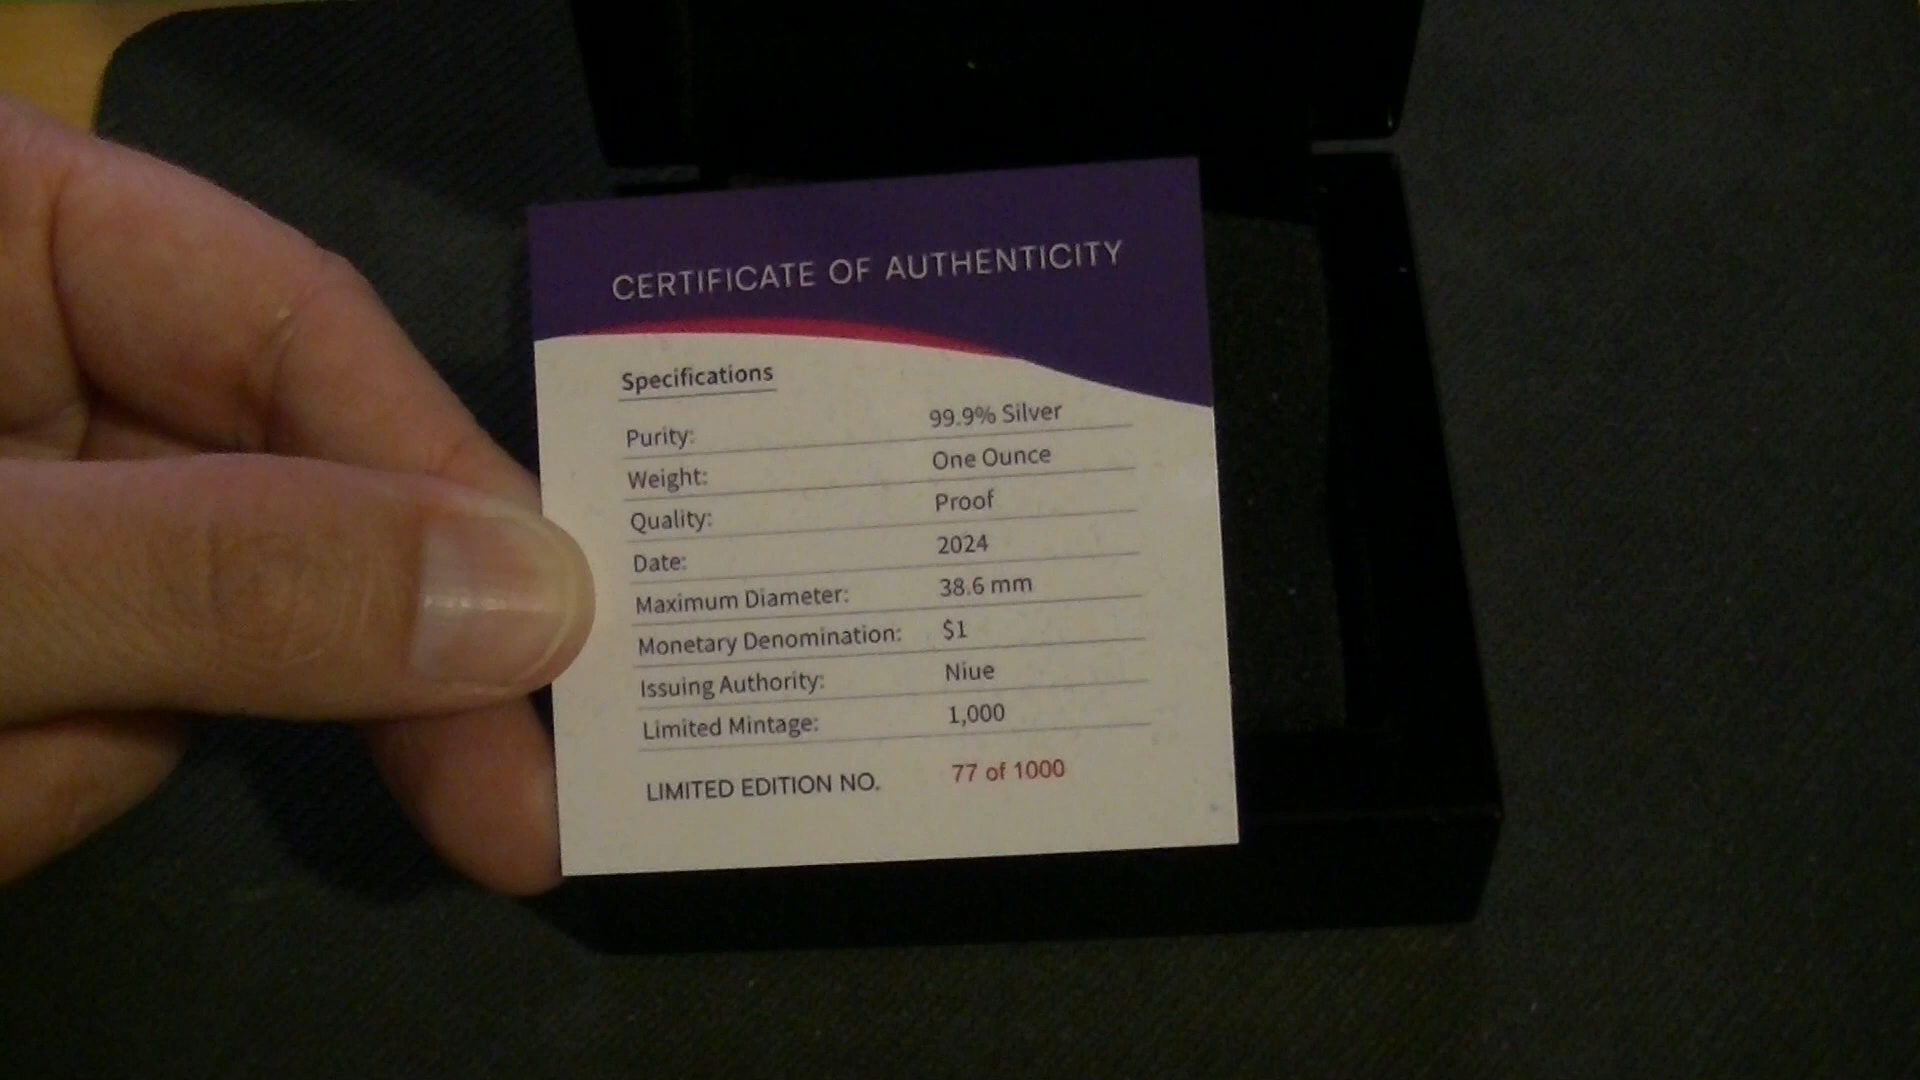 CERTIFICATE OF AUTHENTICITY
Specifications
Purity: 99.9% Silver
Weight: One Ounce
Quality: Proof
Date: 2024
Maximum Diameter: 38.6 mm
Monetary Denomination: $1
Issuing Authority: Niue
Limited Mintage: 1,000
LIMITED EDITION NO. 77 of 1000